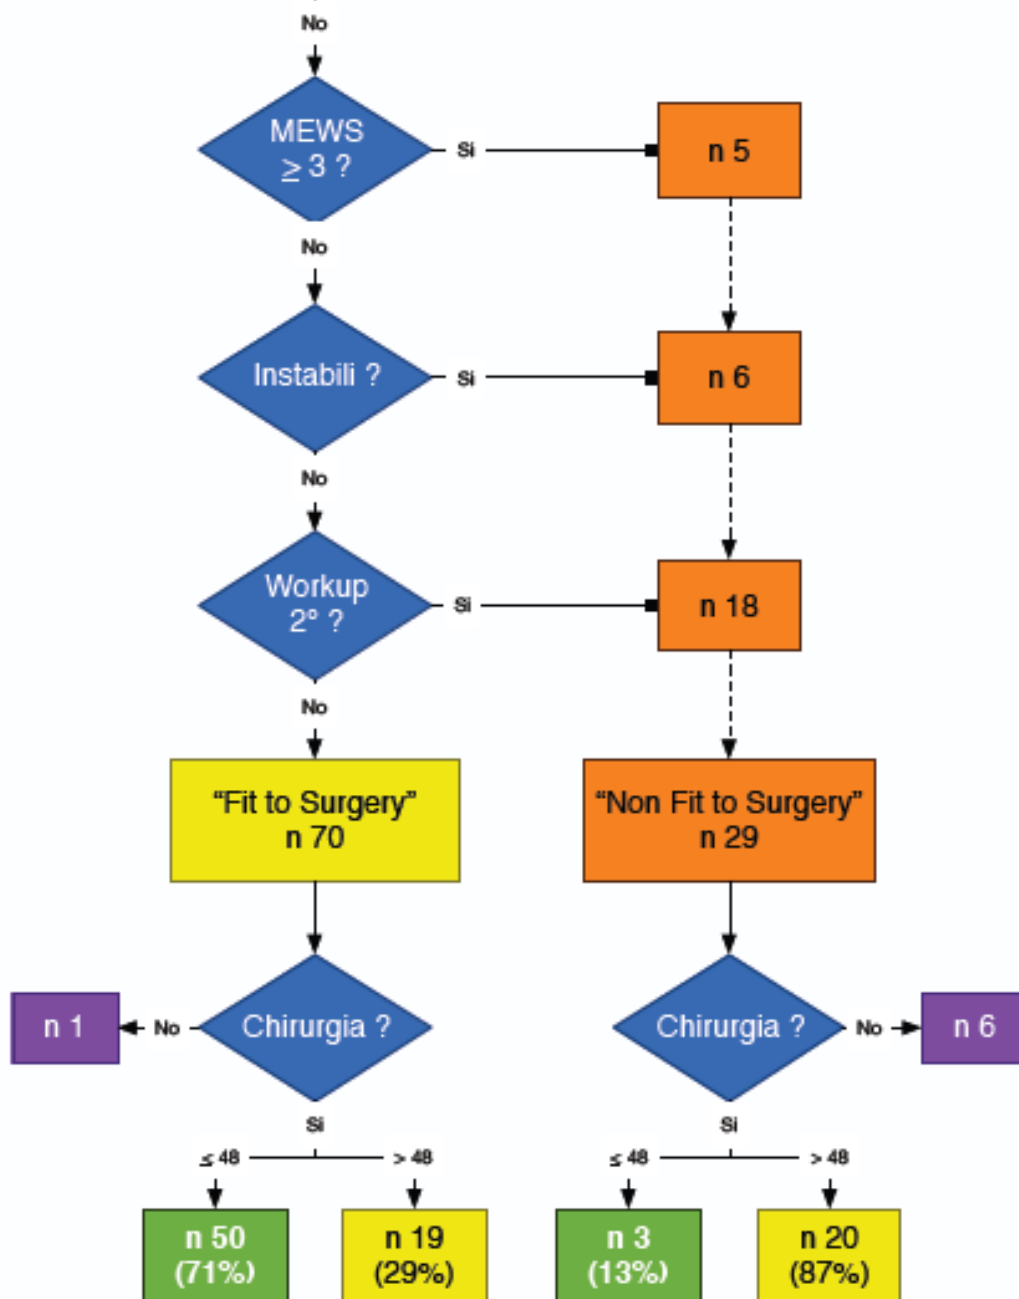 No
MEWS
≥ 3 ?
Si
n 5
No
Instabili ?
Si
n 6
No
Workup
2° ?
Si
n 18
No
“Fit to Surgery”
n 70
“Non Fit to Surgery”
n 29
n 1
No
Chirurgia ?
Chirurgia ?
No
n 6
Si
Si
≤ 48
> 48
≤ 48
> 48
n 50
(71%)
n 19
(29%)
n 3
(13%)
n 20
(87%)